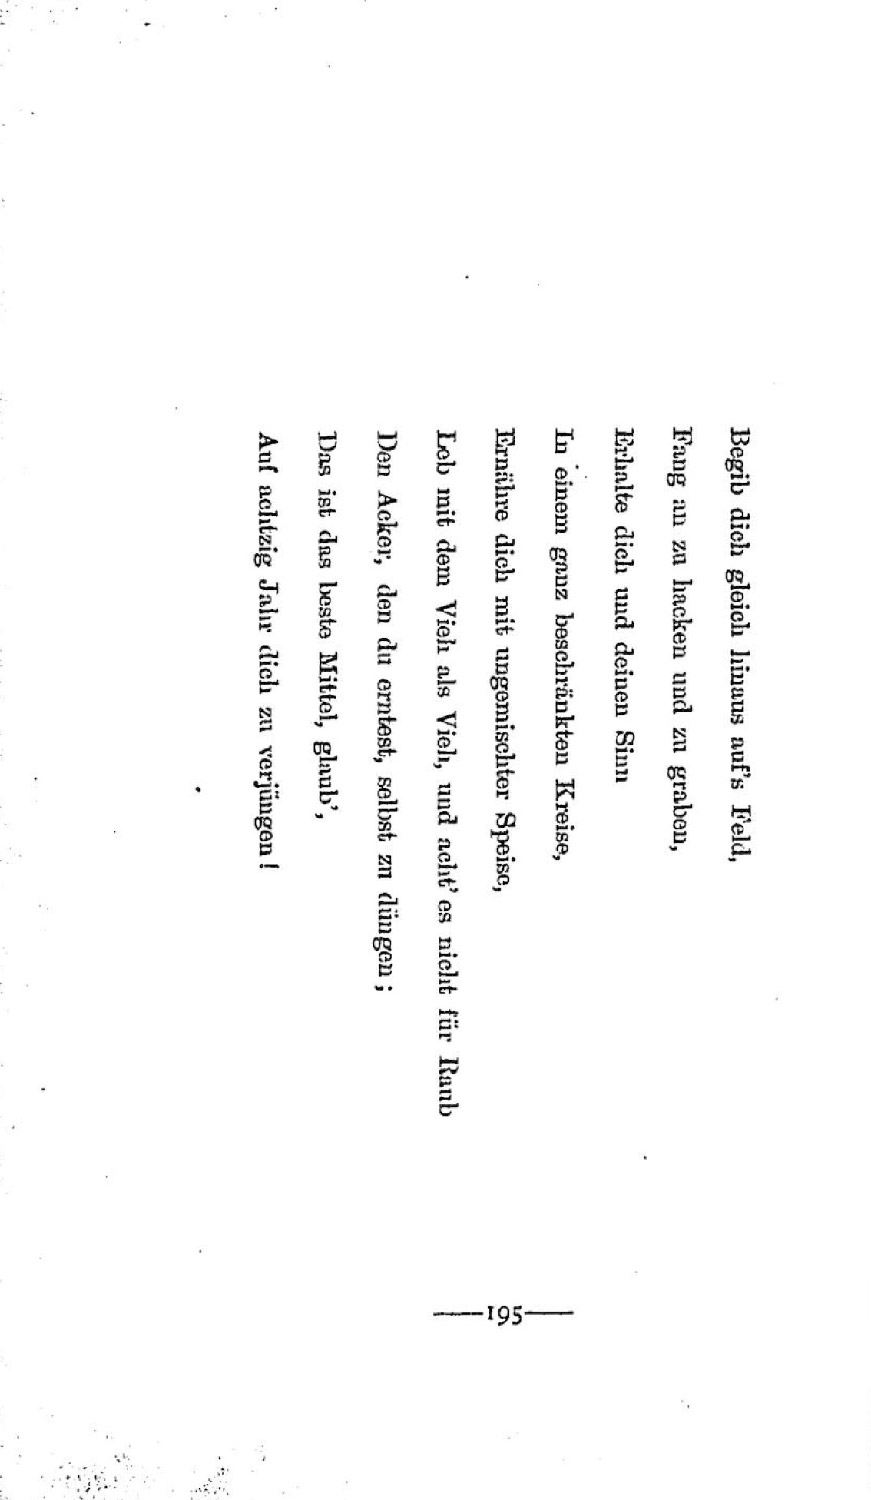 Begib dich gleich hinaus auf's Feld,
Fang an zu hacken und zu graben,
Erhalte dich und deinen Sinn
In einem ganz beschränkten Kreise,
Ernähre dich mit ungemischter Speise,
Leb mit dem Vieh als Vieh, und acht' es nicht für Raub
Den Acker, den du erntest, selbst zu düngen;
Das ist das beste Mittel, glaub',
Auf achtzig Jahr dich zu verjüngen!
—195—